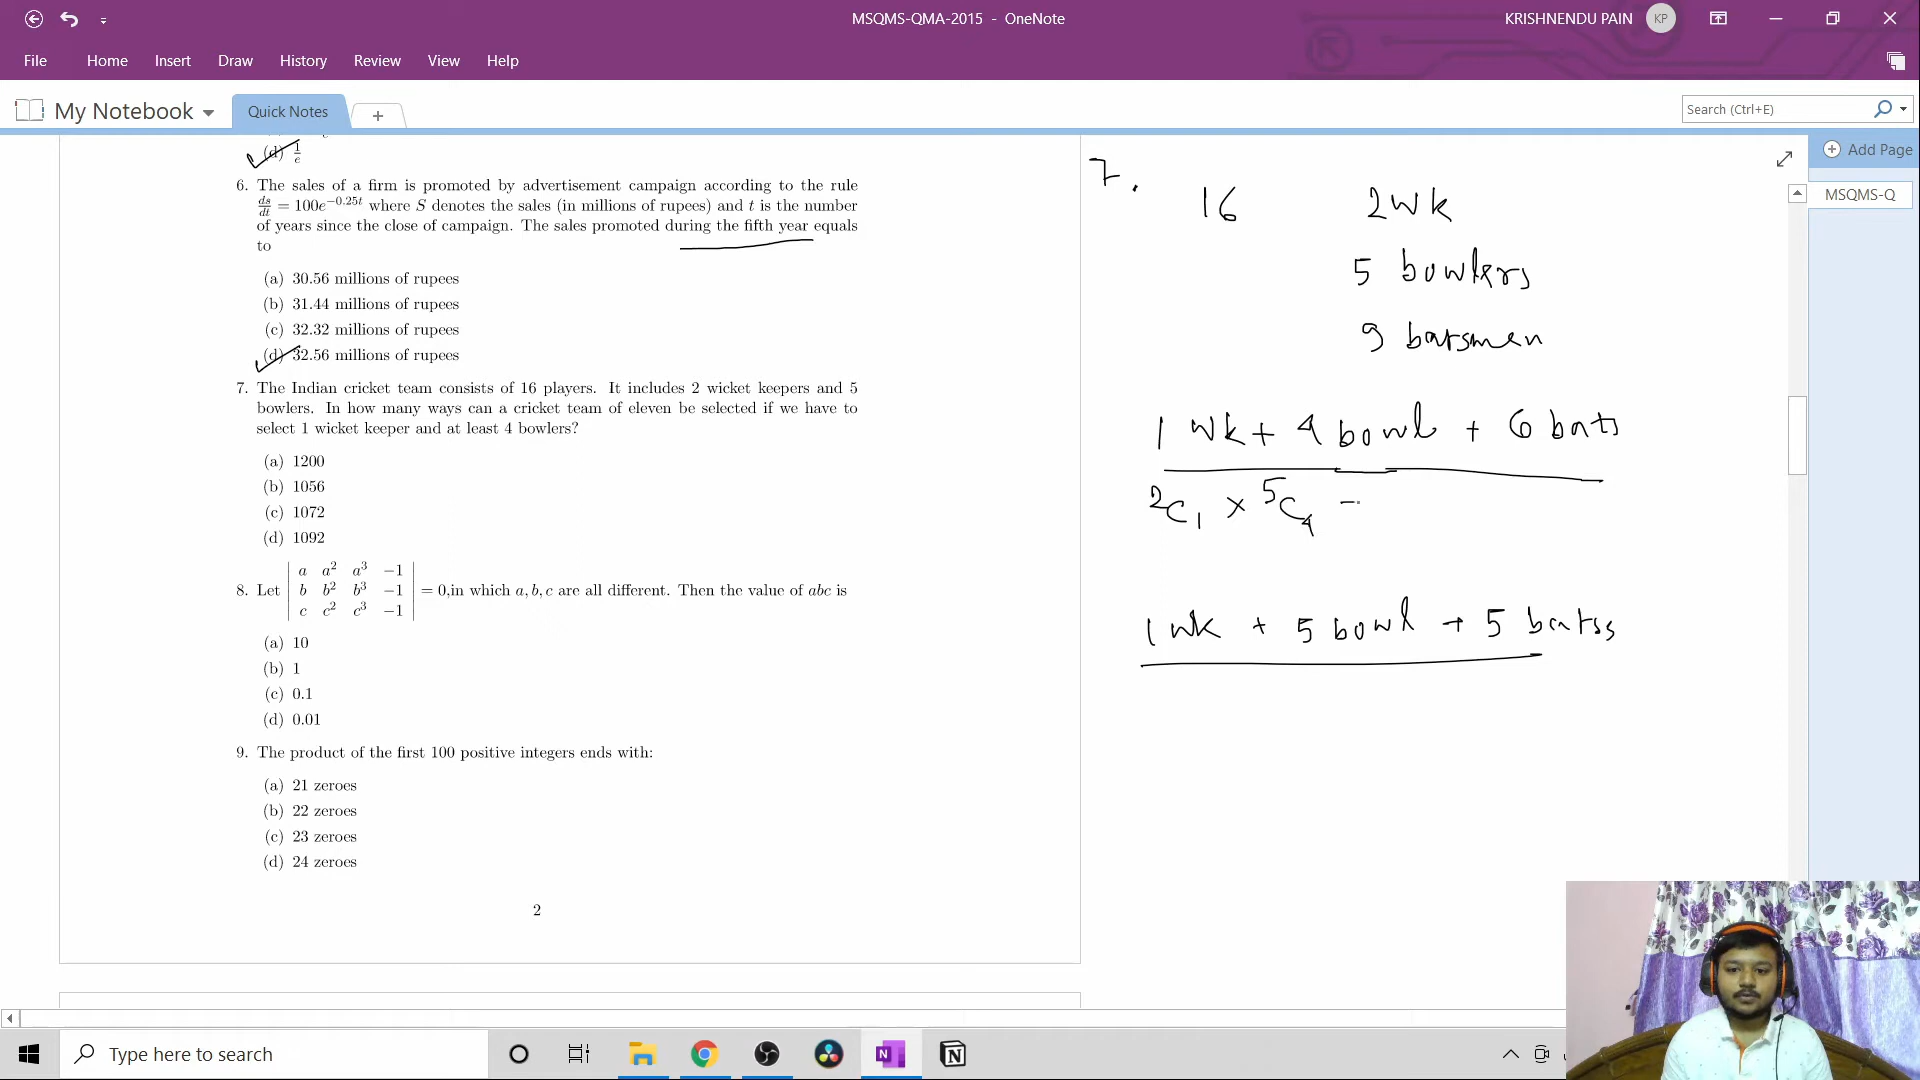 MSQMS-QMA-2015 - OneNote
KRISHNENDU PAIN KP
File Home Insert Draw History Review View Help
My Notebook Quick Notes +
Search (Ctrl+E)
Add Page
MSQMS-Q
(d) 1/e
6. The sales of a firm is promoted by advertisement campaign according to the rule
ds/dt = 100e^{−0.25t} where S denotes the sales (in millions of rupees) and t is the number
of years since the close of campaign. The sales promoted during the fifth year equals
to
(a) 30.56 millions of rupees
(b) 31.44 millions of rupees
(c) 32.32 millions of rupees
(d) 32.56 millions of rupees
7. The Indian cricket team consists of 16 players. It includes 2 wicket keepers and 5
bowlers. In how many ways can a cricket team of eleven be selected if we have to
select 1 wicket keeper and at least 4 bowlers?
(a) 1200
(b) 1056
(c) 1072
(d) 1092
a a² a³ −1
8. Let b b² b³ −1 = 0,in which a, b, c are all different. Then the value of abc is
c c² c³ −1
(a) 10
(b) 1
(c) 0.1
(d) 0.01
9. The product of the first 100 positive integers ends with:
(a) 21 zeroes
(b) 22 zeroes
(c) 23 zeroes
(d) 24 zeroes
2
7.
16 2wk
5 bowlers
9 batsmen
1 wk + 4 bowl + 6 bats
²C₁ × ⁵C₄ -
1 wk + 5 bowl + 5 batss
Type here to search